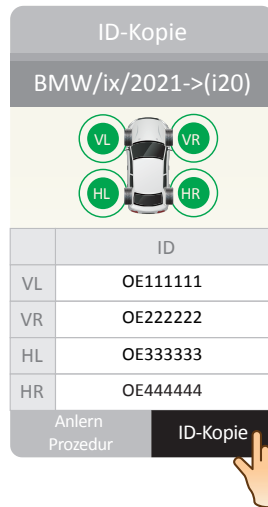 ID-Kopie
BMW/ix/2021->(i20)
VL VR
HL HR
ID
VL OE111111
VR OE222222
HL OE333333
HR OE444444
Anlern
Prozedur
ID-Kopie